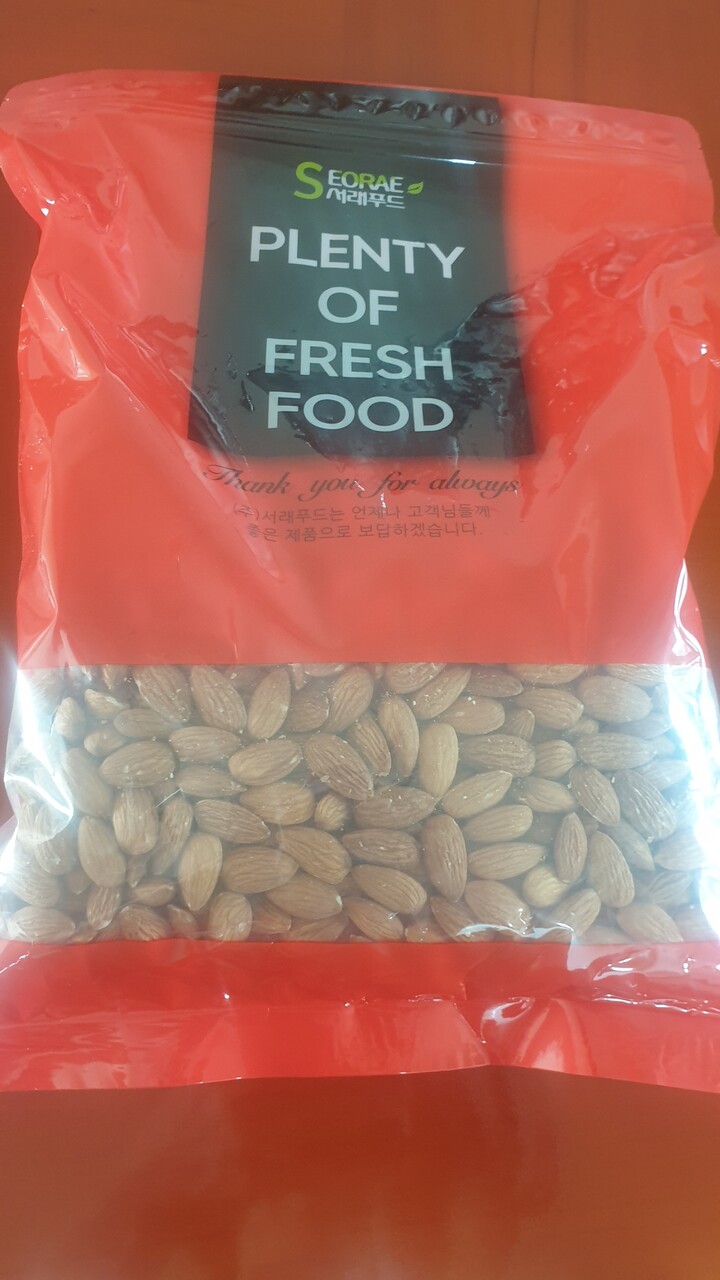 SEORAE
서래푸드
PLENTY
OF
FRESH
FOOD
Thank you for always
(주)서래푸드는 언제나 고객님들께
좋은 제품으로 보답하겠습니다.